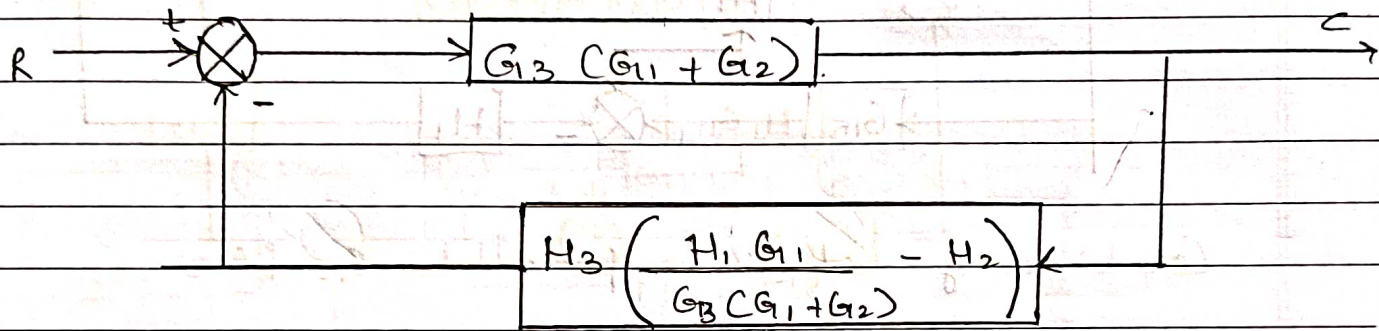 R + - G3 (G1 + G2) C
H3 ( H1 G1 / G3 (G1 + G2) - H2 )